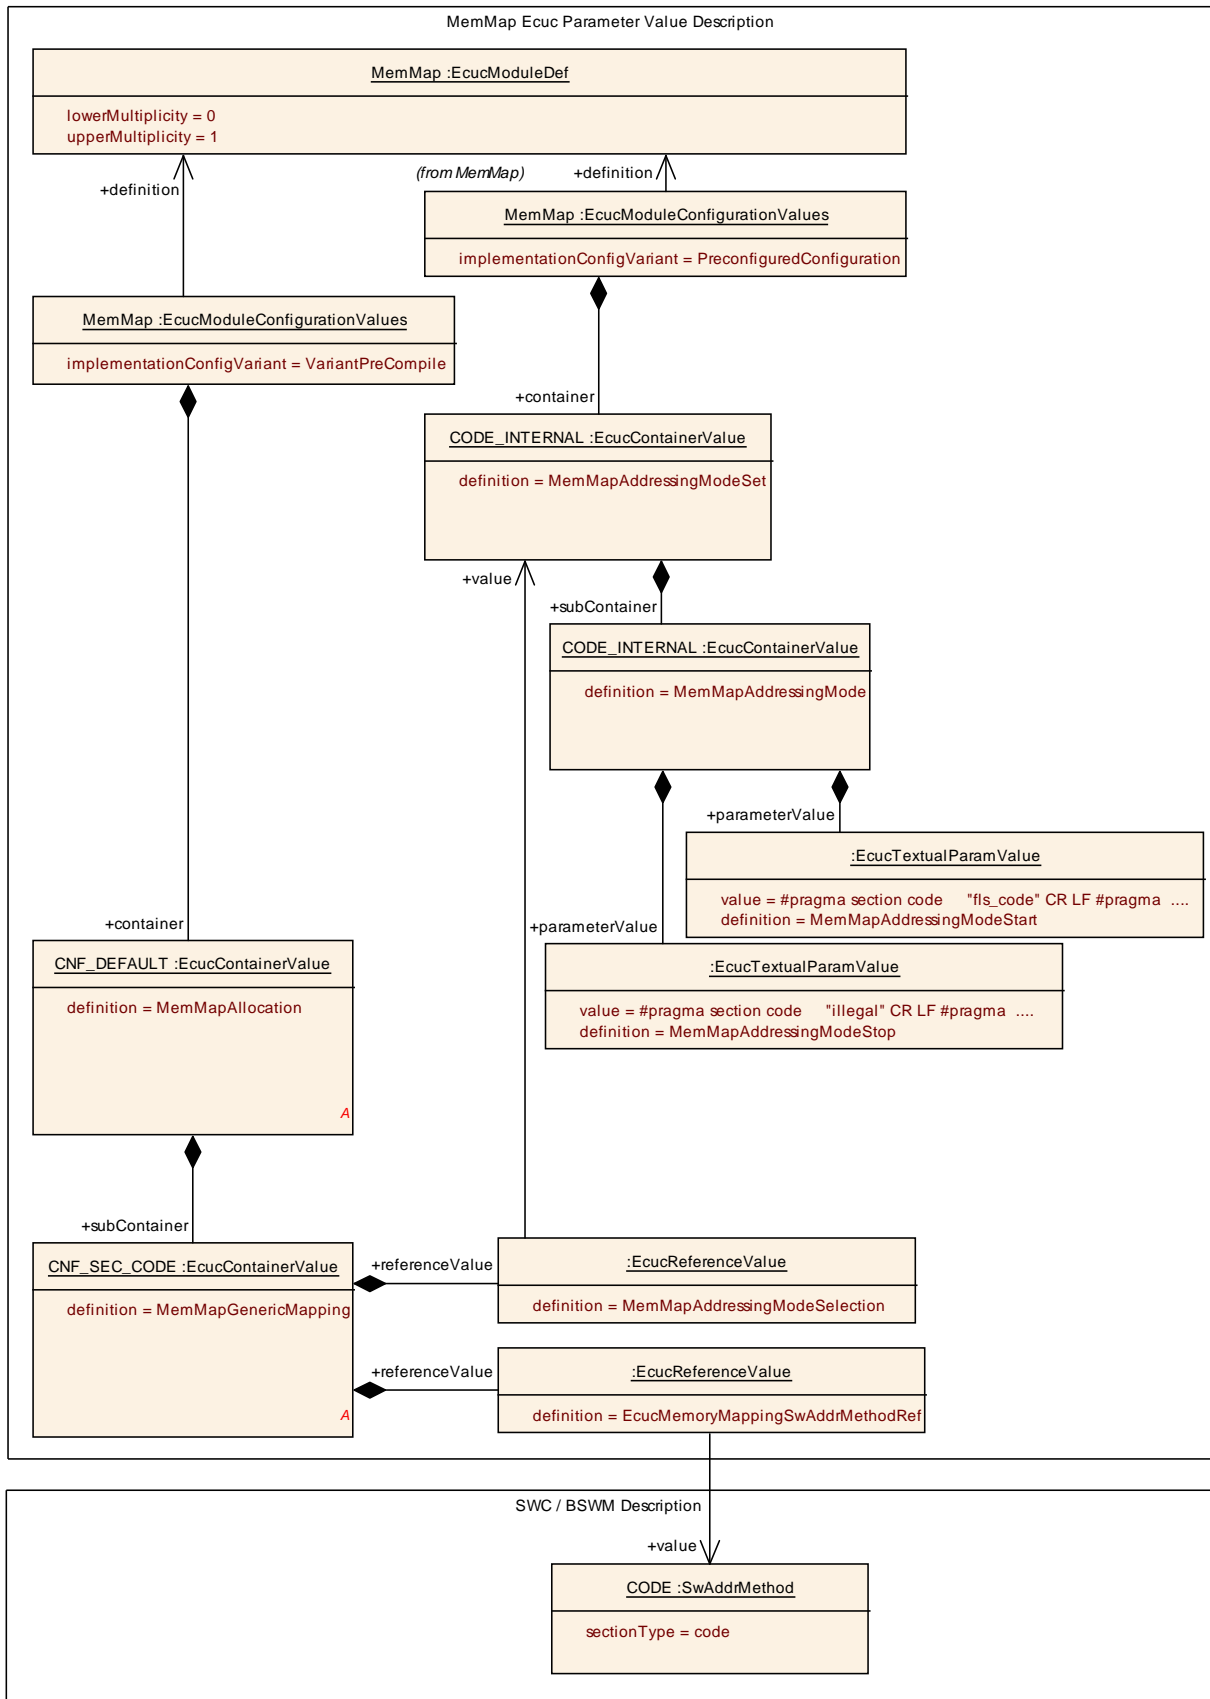 MemMap Ecuc Parameter Value Description
MemMap :EcucModuleDef
lowerMultiplicity = 0
upperMultiplicity = 1
(from MemMap)
+definition
+definition
MemMap :EcucModuleConfigurationValues
implementationConfigVariant = PreconfiguredConfiguration
MemMap :EcucModuleConfigurationValues
implementationConfigVariant = VariantPreCompile
+container
CODE_INTERNAL :EcucContainerValue
definition = MemMapAddressingModeSet
+value
+subContainer
CODE_INTERNAL :EcucContainerValue
definition = MemMapAddressingMode
+parameterValue
:EcucTextualParamValue
value = #pragma section code "fls_code" CR LF #pragma ....
definition = MemMapAddressingModeStart
+container
+parameterValue
CNF_DEFAULT :EcucContainerValue
definition = MemMapAllocation
A
:EcucTextualParamValue
value = #pragma section code "illegal" CR LF #pragma ....
definition = MemMapAddressingModeStop
+subContainer
CNF_SEC_CODE :EcucContainerValue
definition = MemMapGenericMapping
A
+referenceValue
:EcucReferenceValue
definition = MemMapAddressingModeSelection
+referenceValue
:EcucReferenceValue
definition = EcucMemoryMappingSwAddrMethodRef
SWC / BSWM Description
+value
CODE :SwAddrMethod
sectionType = code